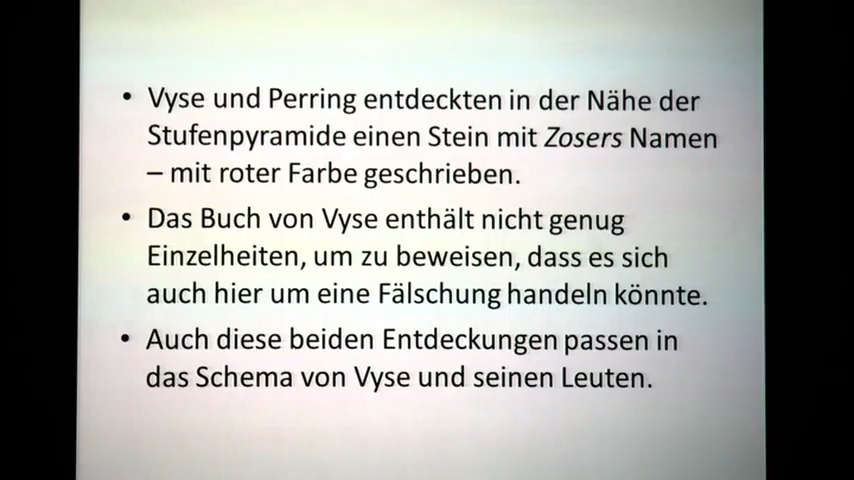 • Vyse und Perring entdeckten in der Nähe der
Stufenpyramide einen Stein mit Zosers Namen
– mit roter Farbe geschrieben.
• Das Buch von Vyse enthält nicht genug
Einzelheiten, um zu beweisen, dass es sich
auch hier um eine Fälschung handeln könnte.
• Auch diese beiden Entdeckungen passen in
das Schema von Vyse und seinen Leuten.